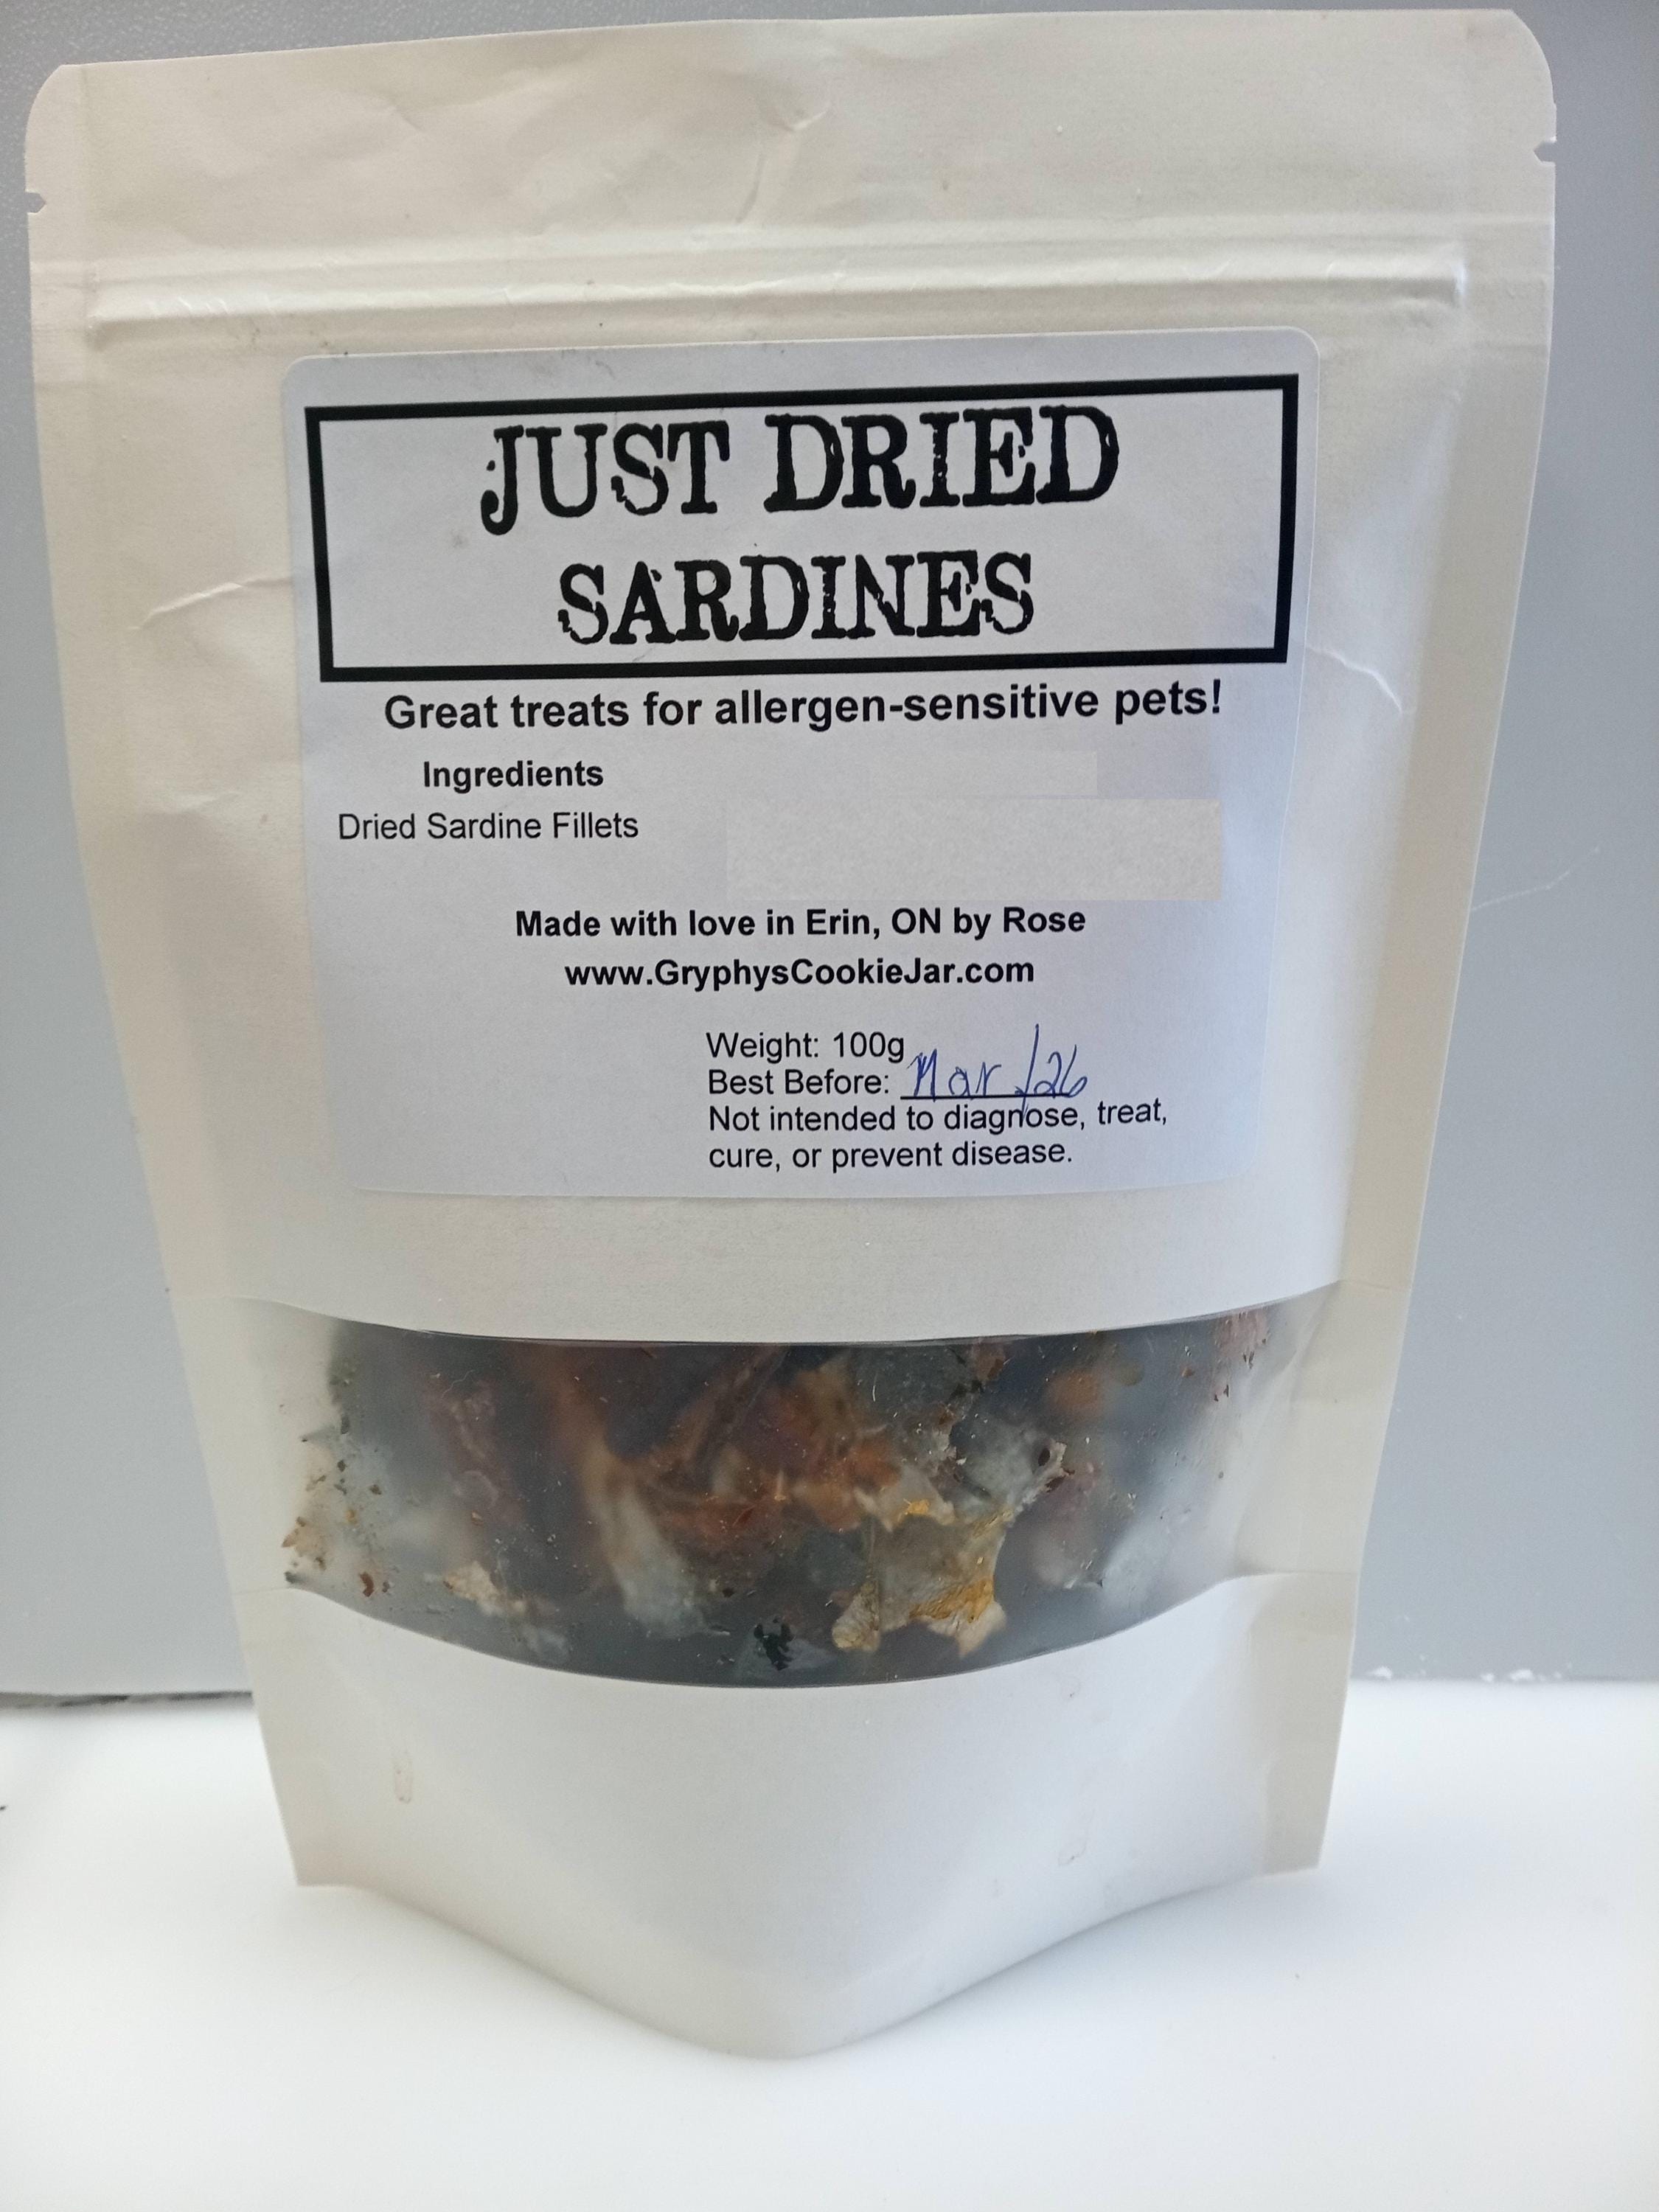 JUST DRIED
SARDINES
Great treats for allergen-sensitive pets!
Ingredients
Dried Sardine Fillets
Made with love in Erin, ON by Rose
www.GryphysCookieJar.com
Weight: 100g
Best Before: Mar/26
Not intended to diagnose, treat,
cure, or prevent disease.